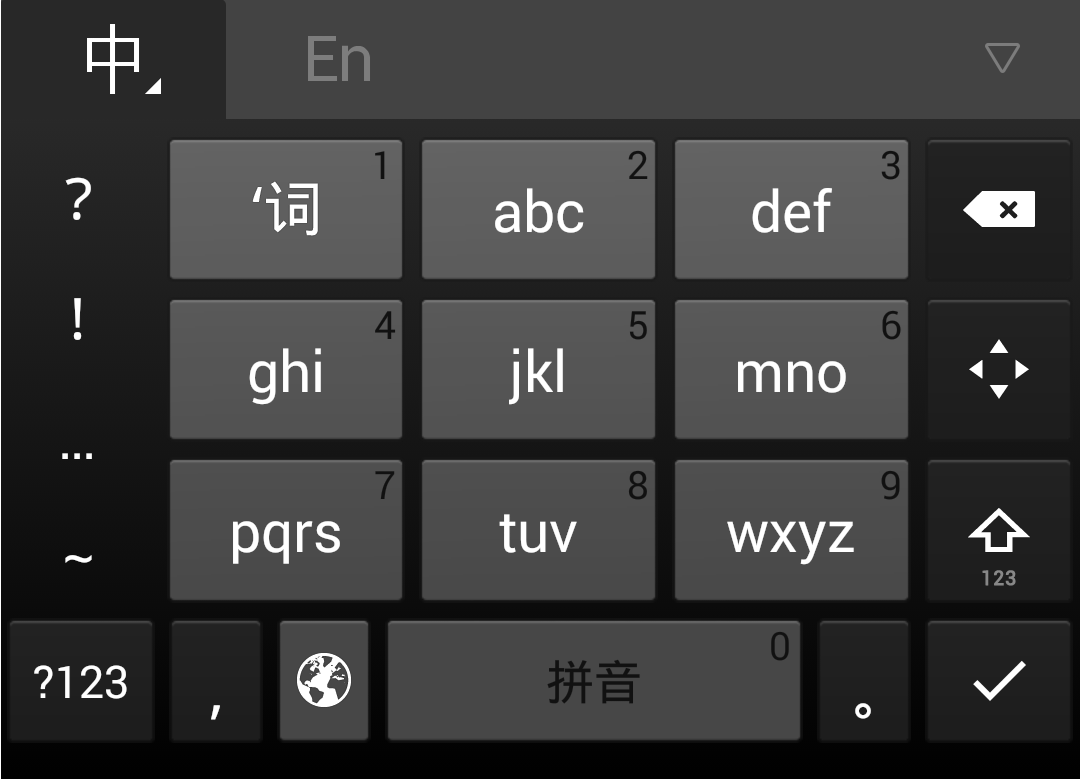 中 En
? 1 ‘词 2 abc 3 def
! 4 ghi 5 jkl 6 mno
... 7 pqrs 8 tuv 9 wxyz
~ 123
?123 , 0 拼音 。